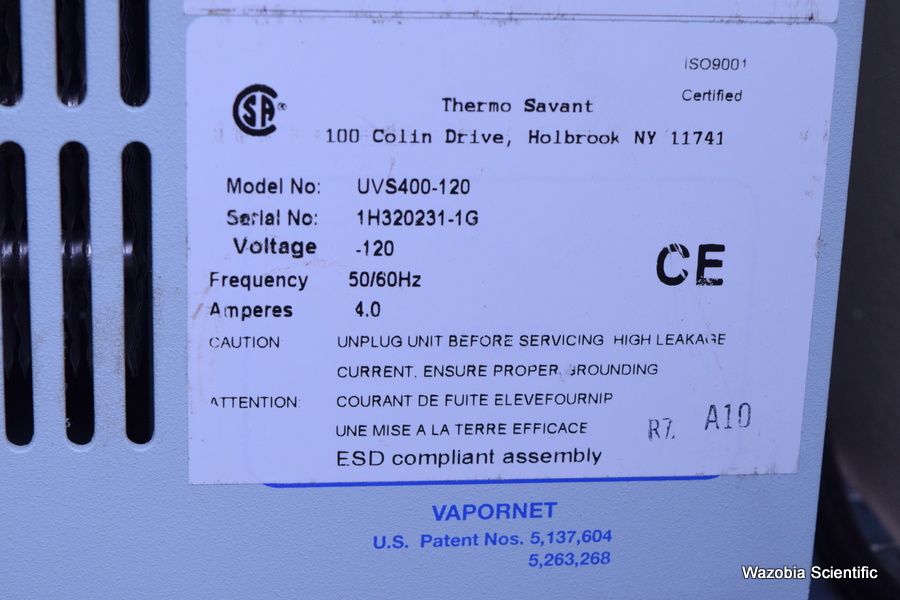 ISO9001
Certified
CSA®
Thermo Savant
100 Colin Drive, Holbrook NY 11741
Model No: UVS400-120
Serial No: 1H320231-1G
Voltage -120
Frequency 50/60Hz
Amperes 4.0
CE
CAUTION UNPLUG UNIT BEFORE SERVICING HIGH LEAKAGE
CURRENT. ENSURE PROPER GROUNDING
ATTENTION: COURANT DE FUITE ELEVEFOURNIP
UNE MISE A LA TERRE EFFICACE
R7 A10
ESD compliant assembly
VAPORNET
U.S. Patent Nos. 5,137,604
5,263,268
Wazobia Scientific